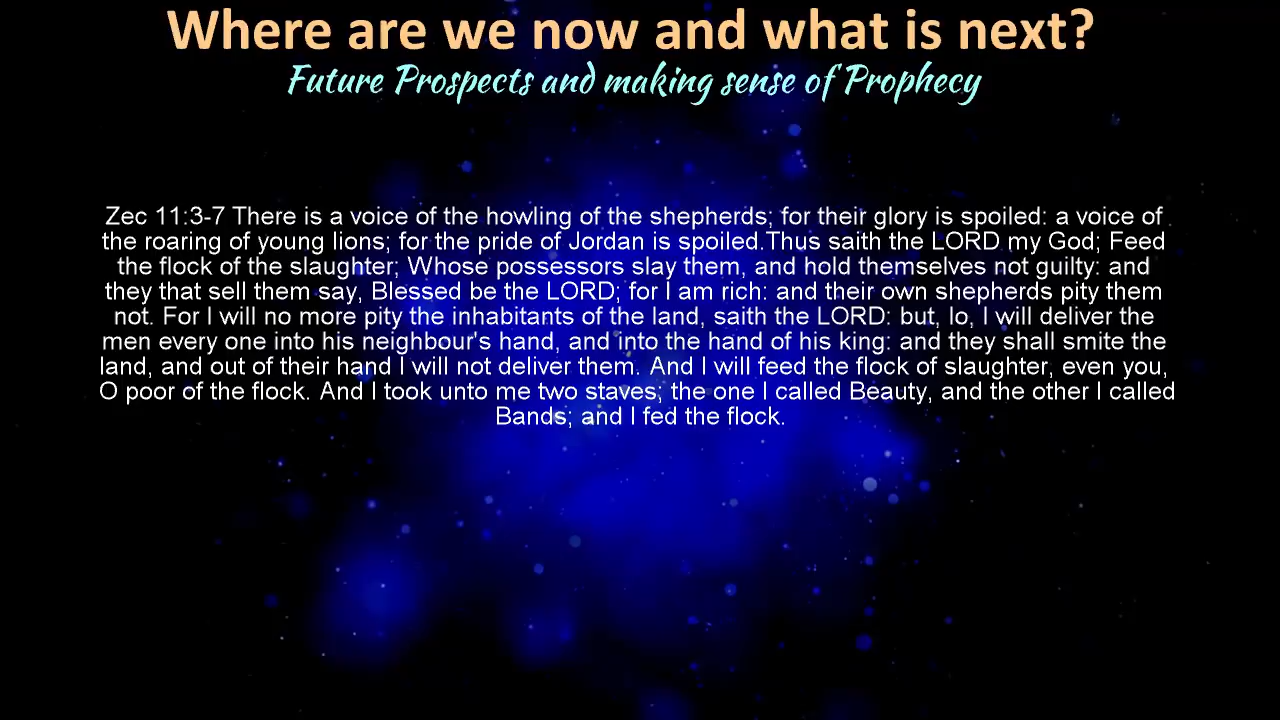 Where are we now and what is next?
Future Prospects and making sense of Prophecy
Zec 11:3-7 There is a voice of the howling of the shepherds; for their glory is spoiled: a voice of
the roaring of young lions; for the pride of Jordan is spoiled.Thus saith the LORD my God; Feed
the flock of the slaughter; Whose possessors slay them, and hold themselves not guilty: and
they that sell them say, Blessed be the LORD; for I am rich: and their own shepherds pity them
not. For I will no more pity the inhabitants of the land, saith the LORD: but, lo, I will deliver the
men every one into his neighbour's hand, and into the hand of his king: and they shall smite the
land, and out of their hand I will not deliver them. And I will feed the flock of slaughter, even you,
O poor of the flock. And I took unto me two staves; the one I called Beauty, and the other I called
Bands; and I fed the flock.